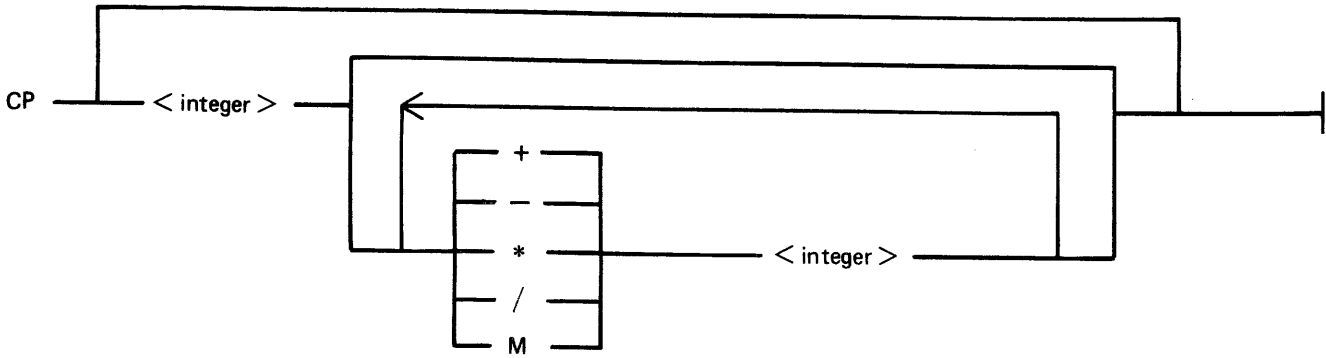 CP < integer >
+
−
* < integer >
/
M